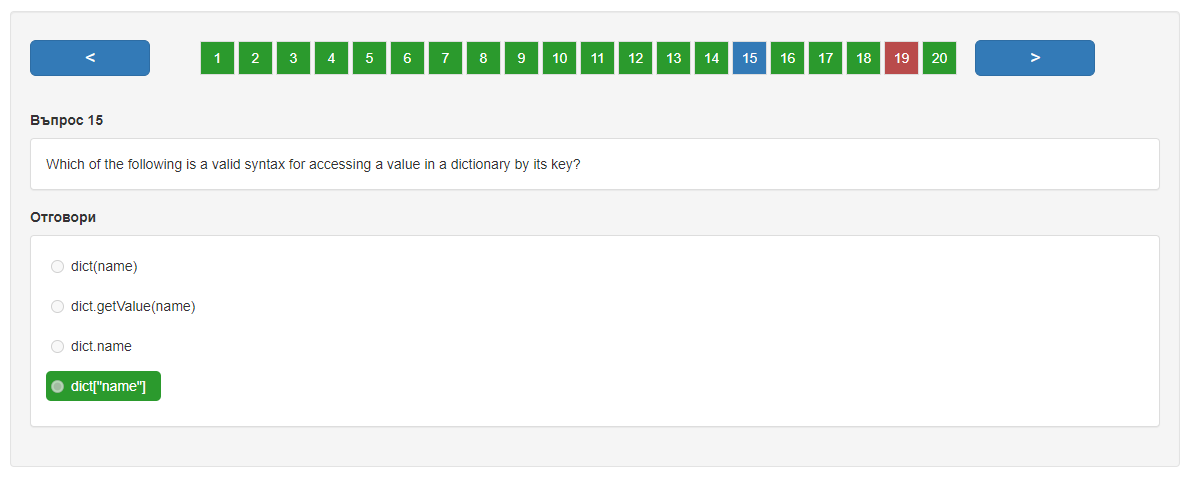 < 1 2 3 4 5 6 7 8 9 10 11 12 13 14 15 16 17 18 19 20 >
Въпрос 15
Which of the following is a valid syntax for accessing a value in a dictionary by its key?
Отговори
dict(name)
dict.getValue(name)
dict.name
dict["name"]